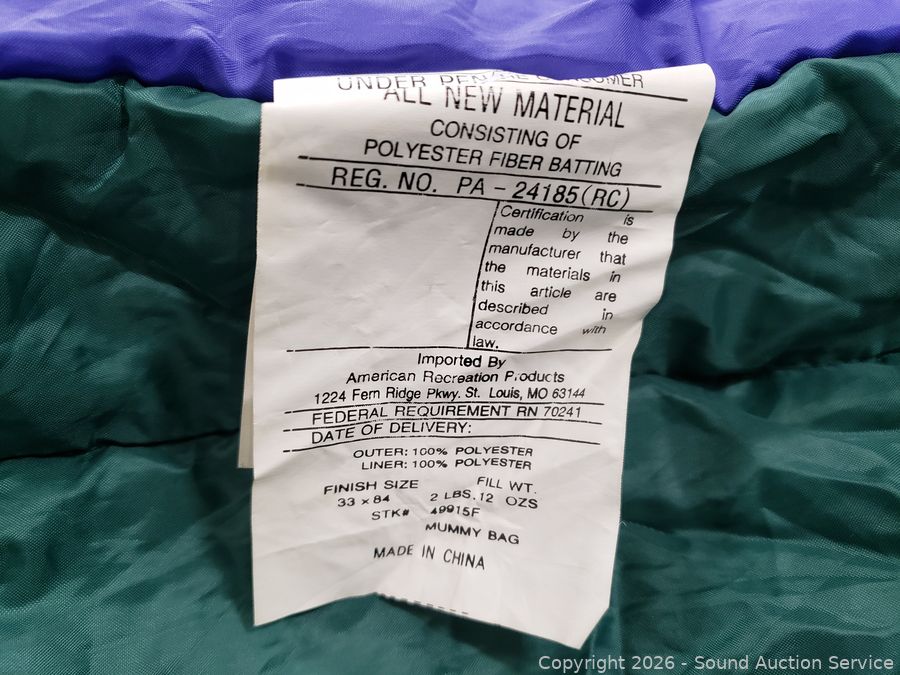 UNDER PEN
ALL NEW MATERIAL
CONSISTING OF
POLYESTER FIBER BATTING
REG. NO. PA - 24185(RC)
Certification is
made by the
manufacturer that
the materials in
this article are
described in
accordance with
law.
Imported By
American Recreation Products
1224 Fern Ridge Pkwy. St. Louis, MO 63144
FEDERAL REQUIREMENT RN 70241
DATE OF DELIVERY:
OUTER: 100% POLYESTER
LINER: 100% POLYESTER
FINISH SIZE FILL WT.
33 x 84 2 LBS. 12 OZS
STK# 49915F
MUMMY BAG
MADE IN CHINA
Copyright © 2026 - Sound Auction Service